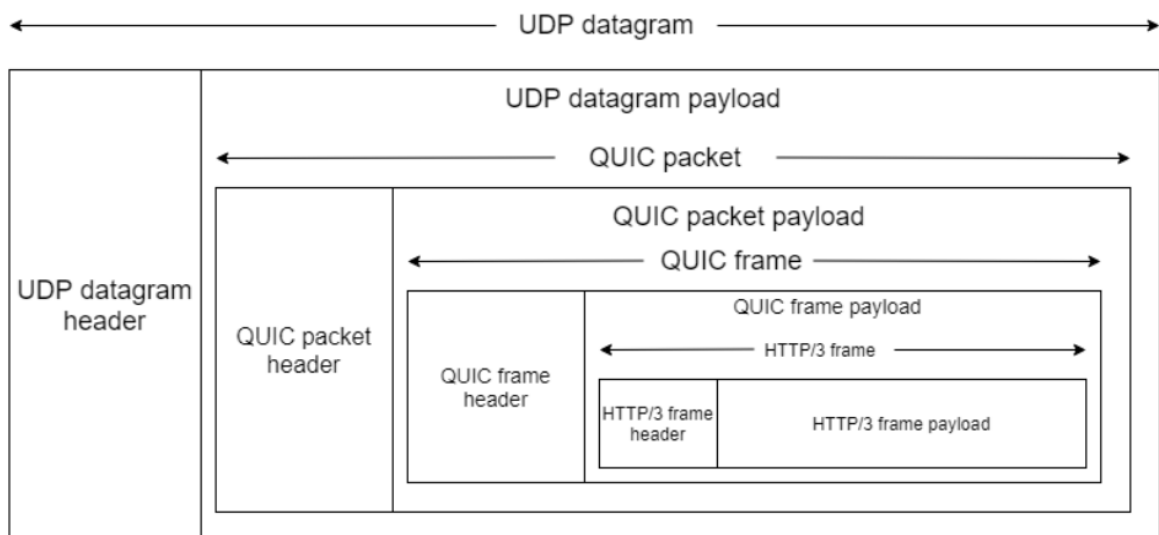 UDP datagram
UDP datagram payload
QUIC packet
QUIC packet payload
QUIC frame
UDP datagram
header
QUIC packet
header
QUIC frame payload
HTTP/3 frame
QUIC frame
header
HTTP/3 frame
header
HTTP/3 frame payload